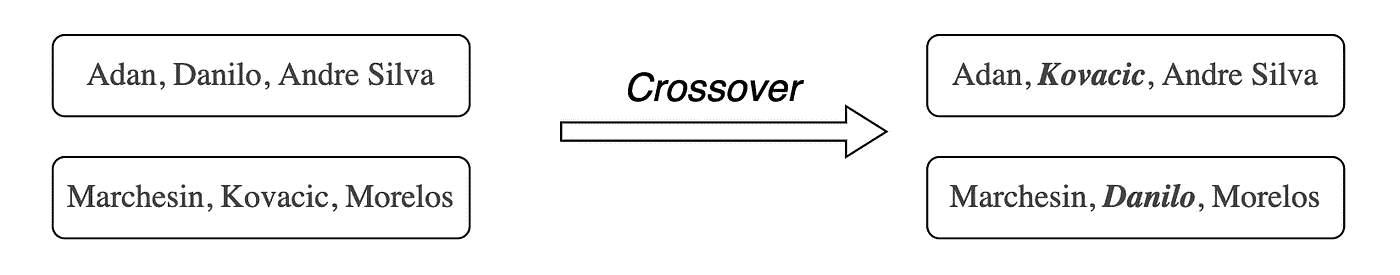 Adan, Danilo, Andre Silva
Marchesin, Kovacic, Morelos
Crossover
Adan, Kovacic, Andre Silva
Marchesin, Danilo, Morelos